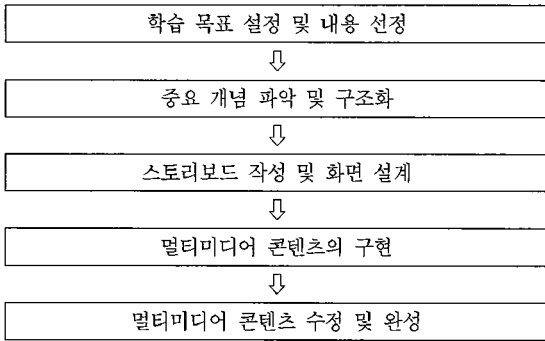 학습 목표 설정 및 내용 선정
중요 개념 파악 및 구조화
스토리보드 작성 및 화면 설계
멀티미디어 콘텐츠의 구현
멀티미디어 콘텐츠 수정 및 완성